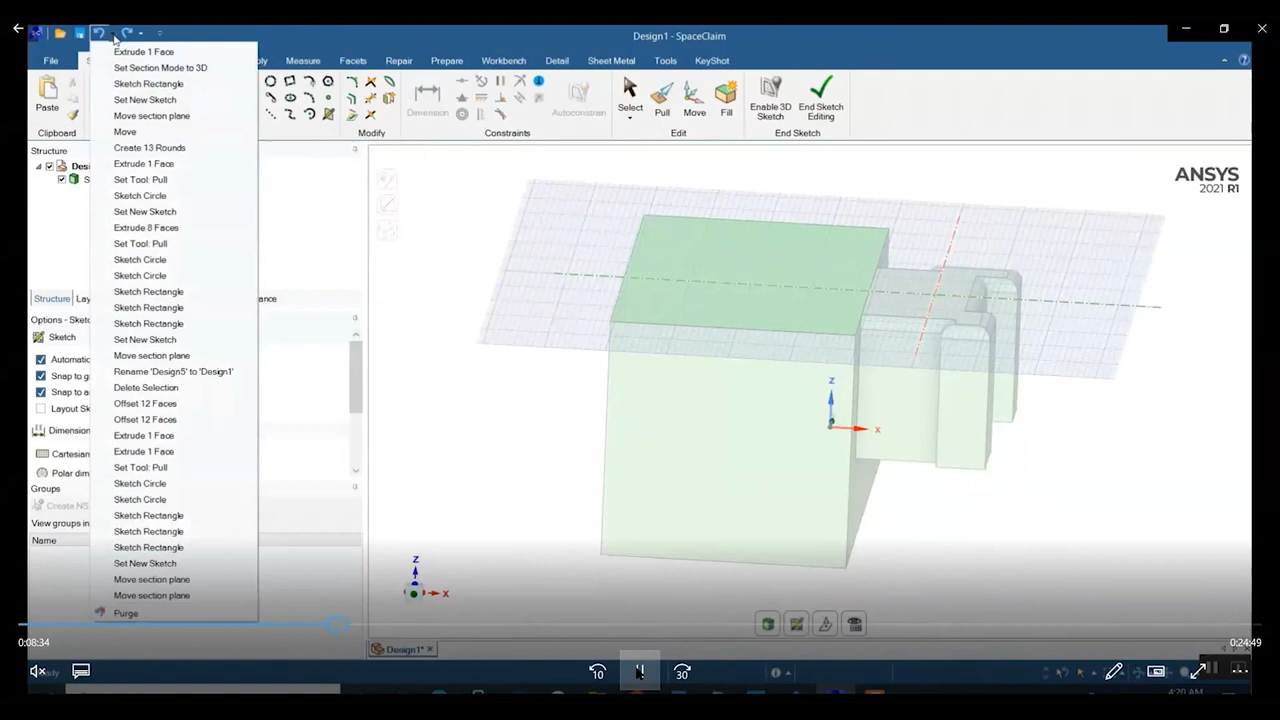 Design1 - SpaceClaim
File
Measure
Facets
Repair
Prepare
Workbench
Detail
Sheet Metal
Tools
KeyShot
Paste
Clipboard
Modify
Dimension
Constraints
Select
Pull
Move
Fill
Edit
Enable 3D
Sketch
End Sketch
Editing
End Sketch
Extrude 1 Face
Set Section Mode to 3D
Sketch Rectangle
Set New Sketch
Move section plane
Move
Create 13 Rounds
Extrude 1 Face
Set Tool: Pull
Sketch Circle
Set New Sketch
Extrude 8 Faces
Set Tool: Pull
Sketch Circle
Sketch Circle
Sketch Rectangle
Sketch Rectangle
Sketch Rectangle
Set New Sketch
Move section plane
Rename 'Design5' to 'Design1'
Delete Selection
Offset 12 Faces
Offset 12 Faces
Extrude 1 Face
Extrude 1 Face
Set Tool: Pull
Sketch Circle
Sketch Circle
Sketch Rectangle
Sketch Rectangle
Sketch Rectangle
Set New Sketch
Move section plane
Move section plane
Purge
Structure
Structure
Options - Sketc
Sketch
Automatic
Snap to g
Snap to a
Layout Sk
Dimension
Cartesian
Polar dim
Groups
Create NS
View groups in
Name
ANSYS
2021 R1
Z
X
Z
X
Design1*
0:08:34
0:24:49
10
30
4:20 AM